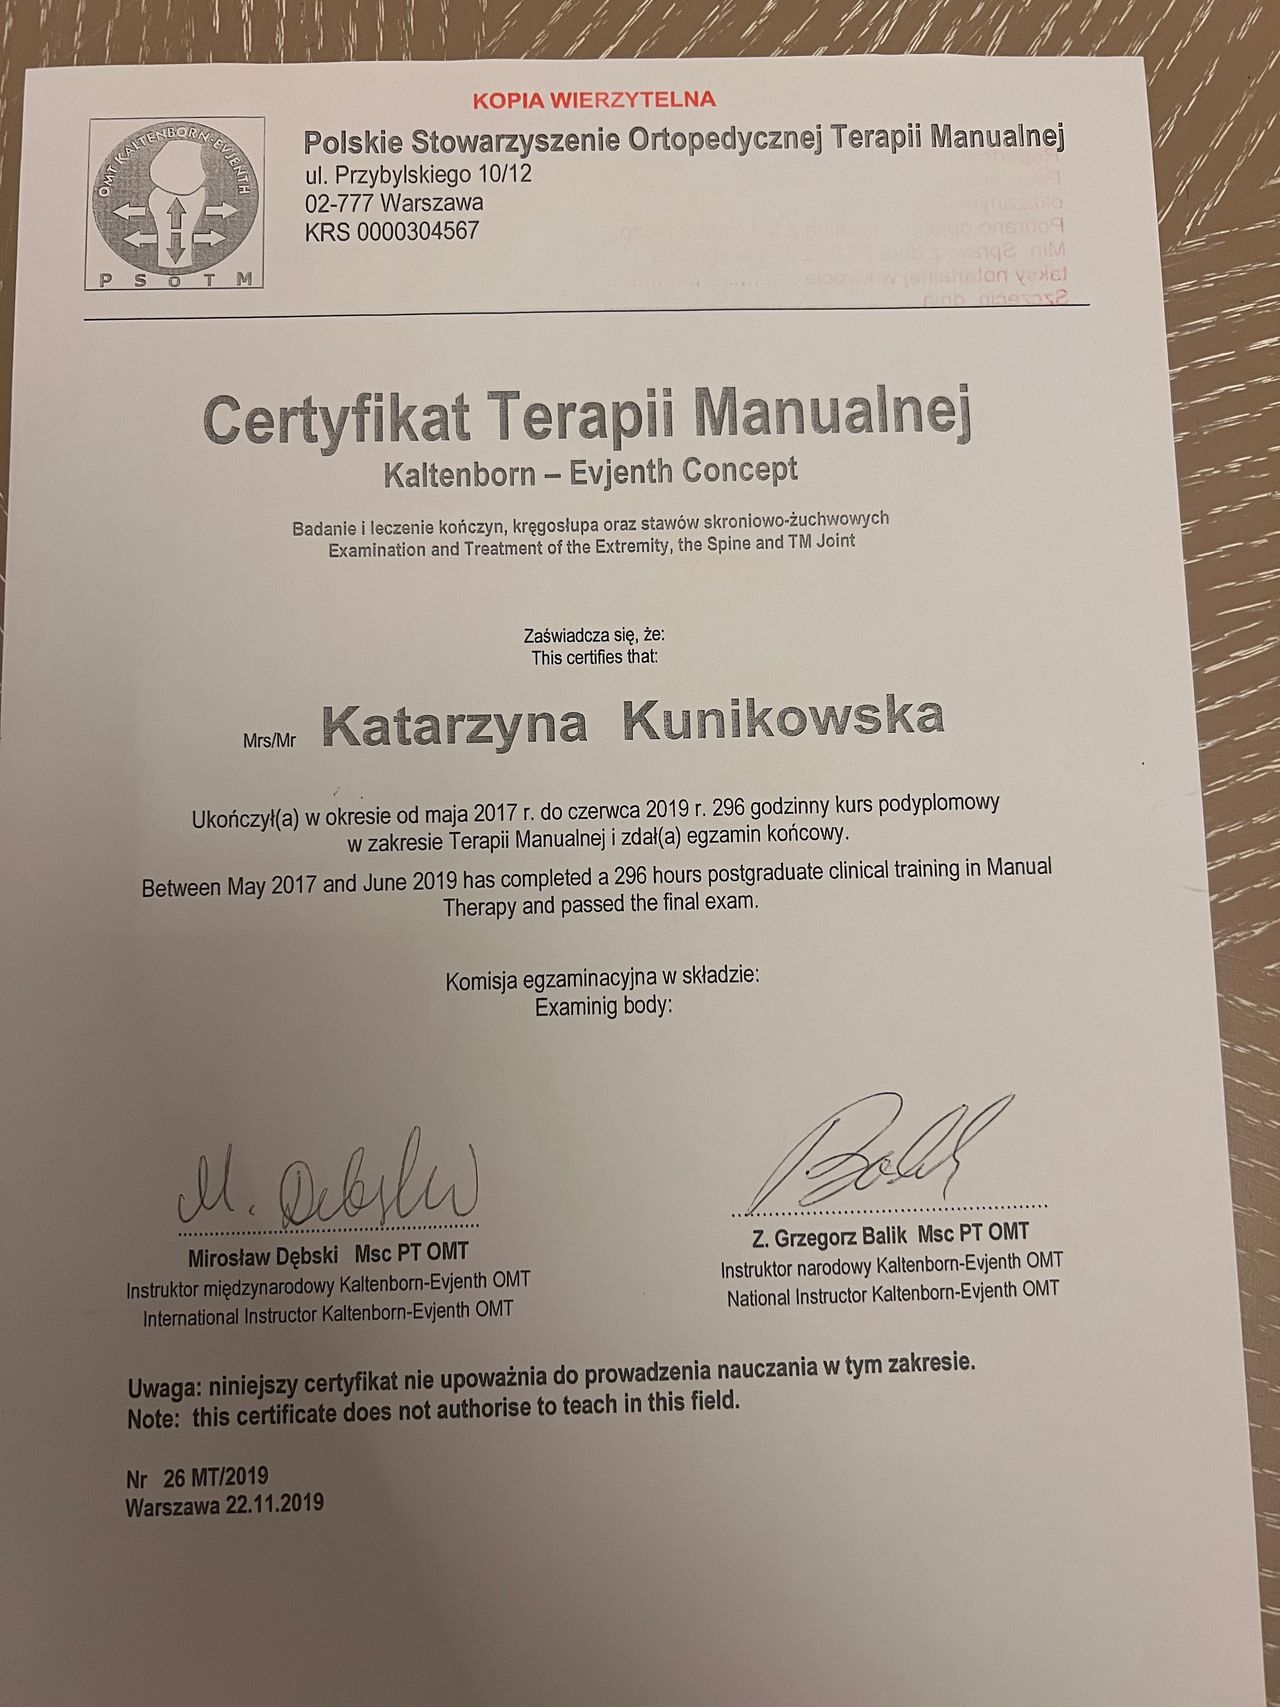 KOPIA WIERZYTELNA
OMT KALTENBORN-EVJENTH
P S O T M
Polskie Stowarzyszenie Ortopedycznej Terapii Manualnej
ul. Przybylskiego 10/12
02-777 Warszawa
KRS 0000304567
Certyfikat Terapii Manualnej
Kaltenborn – Evjenth Concept
Badanie i leczenie kończyn, kręgosłupa oraz stawów skroniowo-żuchwowych
Examination and Treatment of the Extremity, the Spine and TM Joint
Zaświadcza się, że:
This certifies that:
Mrs/Mr Katarzyna Kunikowska
Ukończył(a) w okresie od maja 2017 r. do czerwca 2019 r. 296 godzinny kurs podyplomowy
w zakresie Terapii Manualnej i zdał(a) egzamin końcowy.
Between May 2017 and June 2019 has completed a 296 hours postgraduate clinical training in Manual
Therapy and passed the final exam.
Komisja egzaminacyjna w składzie:
Examinig body:
M. Dębski
Balik
Mirosław Dębski Msc PT OMT
Instruktor międzynarodowy Kaltenborn-Evjenth OMT
International Instructor Kaltenborn-Evjenth OMT
Z. Grzegorz Balik Msc PT OMT
Instruktor narodowy Kaltenborn-Evjenth OMT
National Instructor Kaltenborn-Evjenth OMT
Uwaga: niniejszy certyfikat nie upoważnia do prowadzenia nauczania w tym zakresie.
Note: this certificate does not authorise to teach in this field.
Nr 26 MT/2019
Warszawa 22.11.2019